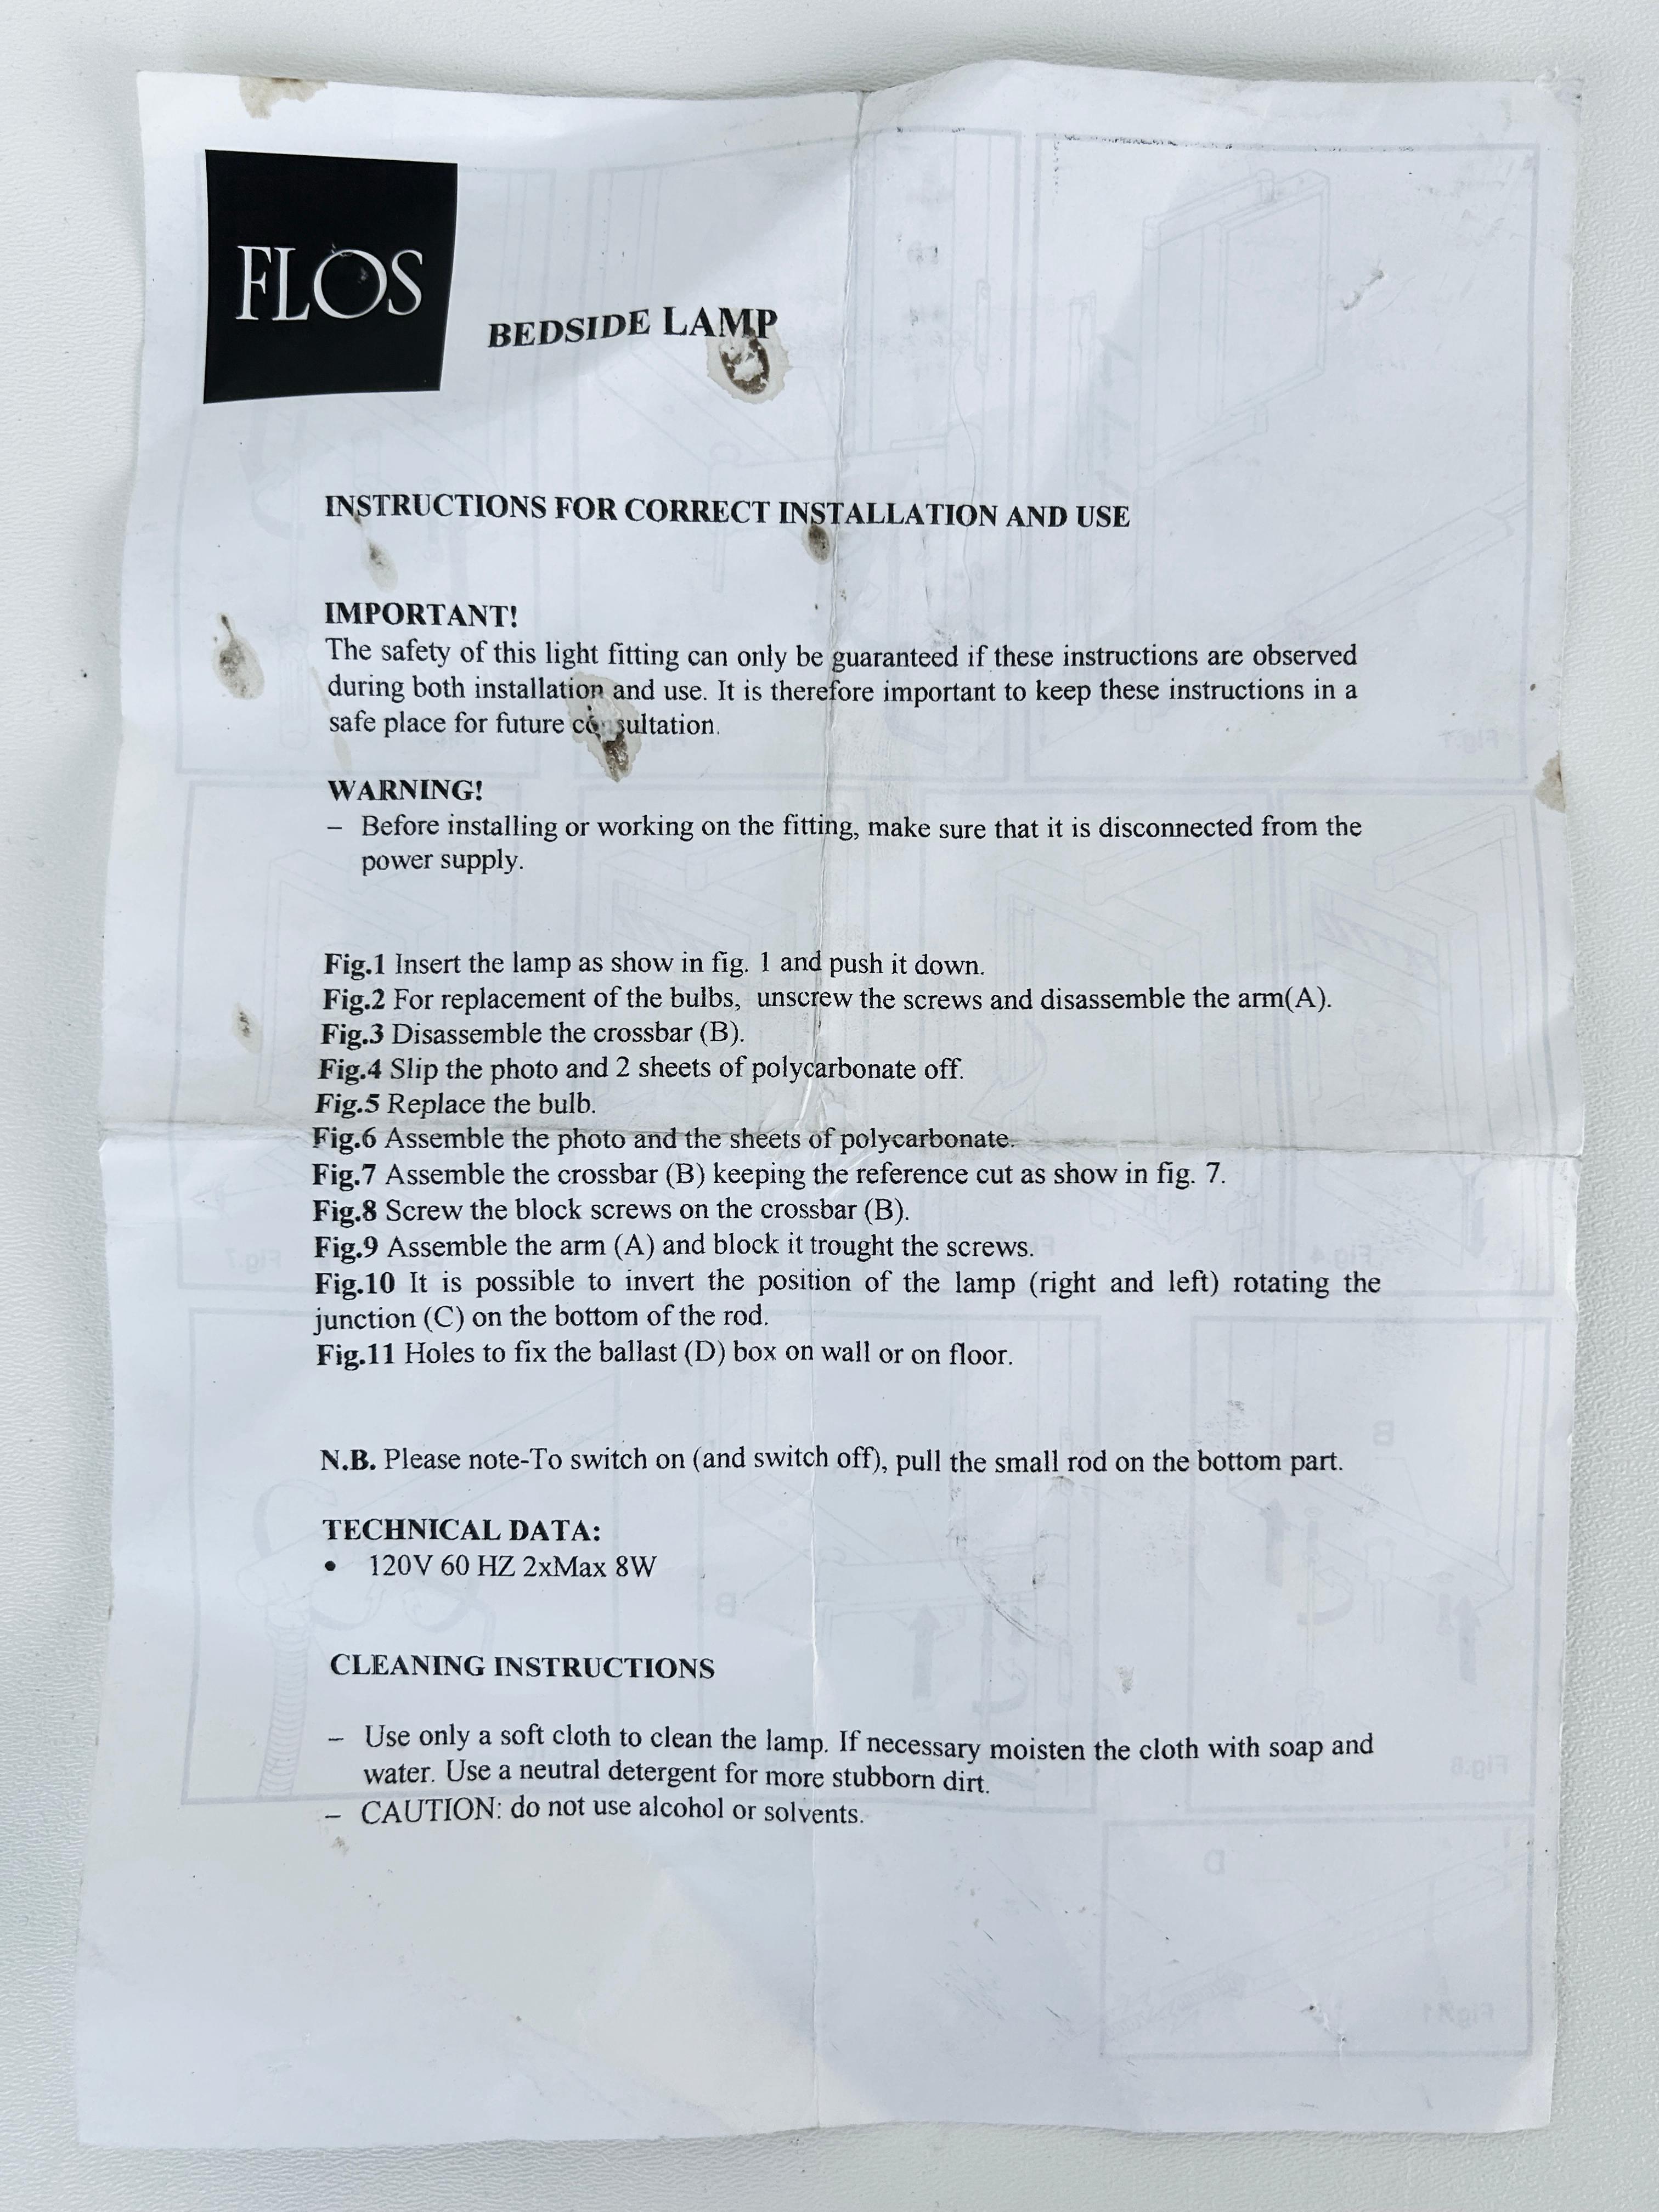 FLOS
BEDSIDE LAMP
INSTRUCTIONS FOR CORRECT INSTALLATION AND USE
IMPORTANT!
The safety of this light fitting can only be guaranteed if these instructions are observed
during both installation and use. It is therefore important to keep these instructions in a
safe place for future consultation.
WARNING!
– Before installing or working on the fitting, make sure that it is disconnected from the
power supply.
Fig.1 Insert the lamp as show in fig. 1 and push it down.
Fig.2 For replacement of the bulbs, unscrew the screws and disassemble the arm(A).
Fig.3 Disassemble the crossbar (B).
Fig.4 Slip the photo and 2 sheets of polycarbonate off.
Fig.5 Replace the bulb.
Fig.6 Assemble the photo and the sheets of polycarbonate.
Fig.7 Assemble the crossbar (B) keeping the reference cut as show in fig. 7.
Fig.8 Screw the block screws on the crossbar (B).
Fig.9 Assemble the arm (A) and block it trought the screws.
Fig.10 It is possible to invert the position of the lamp (right and left) rotating the
junction (C) on the bottom of the rod.
Fig.11 Holes to fix the ballast (D) box on wall or on floor.
N.B. Please note-To switch on (and switch off), pull the small rod on the bottom part.
TECHNICAL DATA:
• 120V 60 HZ 2xMax 8W
CLEANING INSTRUCTIONS
– Use only a soft cloth to clean the lamp. If necessary moisten the cloth with soap and
water. Use a neutral detergent for more stubborn dirt.
– CAUTION: do not use alcohol or solvents.